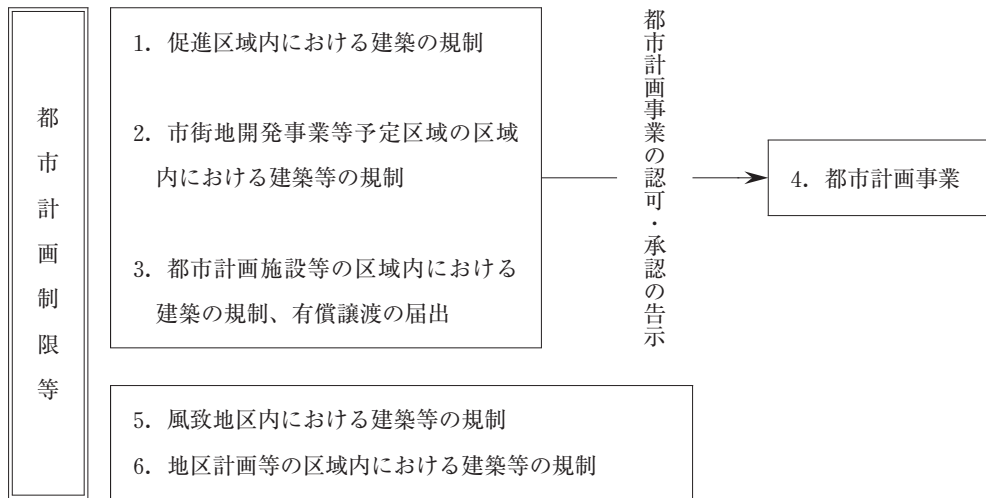 都市計画制限等
1. 促進区域内における建築の規制
2. 市街地開発事業等予定区域の区域
内における建築等の規制
3. 都市計画施設等の区域内における
建築の規制、有償譲渡の届出
都市計画事業の認可・承認の告示
4. 都市計画事業
5. 風致地区内における建築等の規制
6. 地区計画等の区域内における建築等の規制